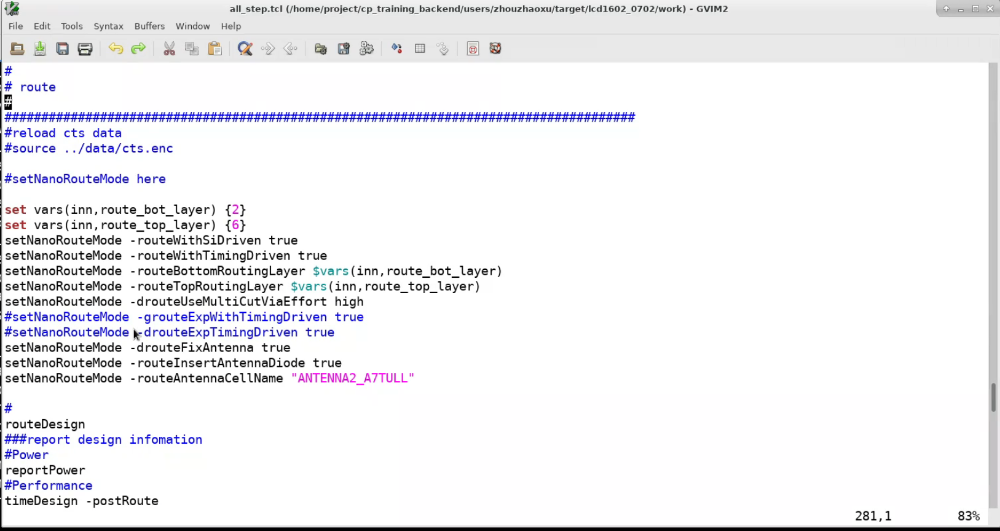 all_step.tcl (/home/project/cp_training_backend/users/zhouzhaoxu/target/lcd1602_0702/work) - GVIM2
File Edit Tools Syntax Buffers Window Help
#
# route
#
######################################################################################
#reload cts data
#source ../data/cts.enc
#setNanoRouteMode here
set vars(inn,route_bot_layer) {2}
set vars(inn,route_top_layer) {6}
setNanoRouteMode -routeWithSiDriven true
setNanoRouteMode -routeWithTimingDriven true
setNanoRouteMode -routeBottomRoutingLayer $vars(inn,route_bot_layer)
setNanoRouteMode -routeTopRoutingLayer $vars(inn,route_top_layer)
setNanoRouteMode -drouteUseMultiCutViaEffort high
#setNanoRouteMode -grouteExpWithTimingDriven true
#setNanoRouteMode -drouteExpTimingDriven true
setNanoRouteMode -drouteFixAntenna true
setNanoRouteMode -routeInsertAntennaDiode true
setNanoRouteMode -routeAntennaCellName "ANTENNA2_A7TULL"
#
routeDesign
###report design infomation
#Power
reportPower
#Performance
timeDesign -postRoute
281,1 83%